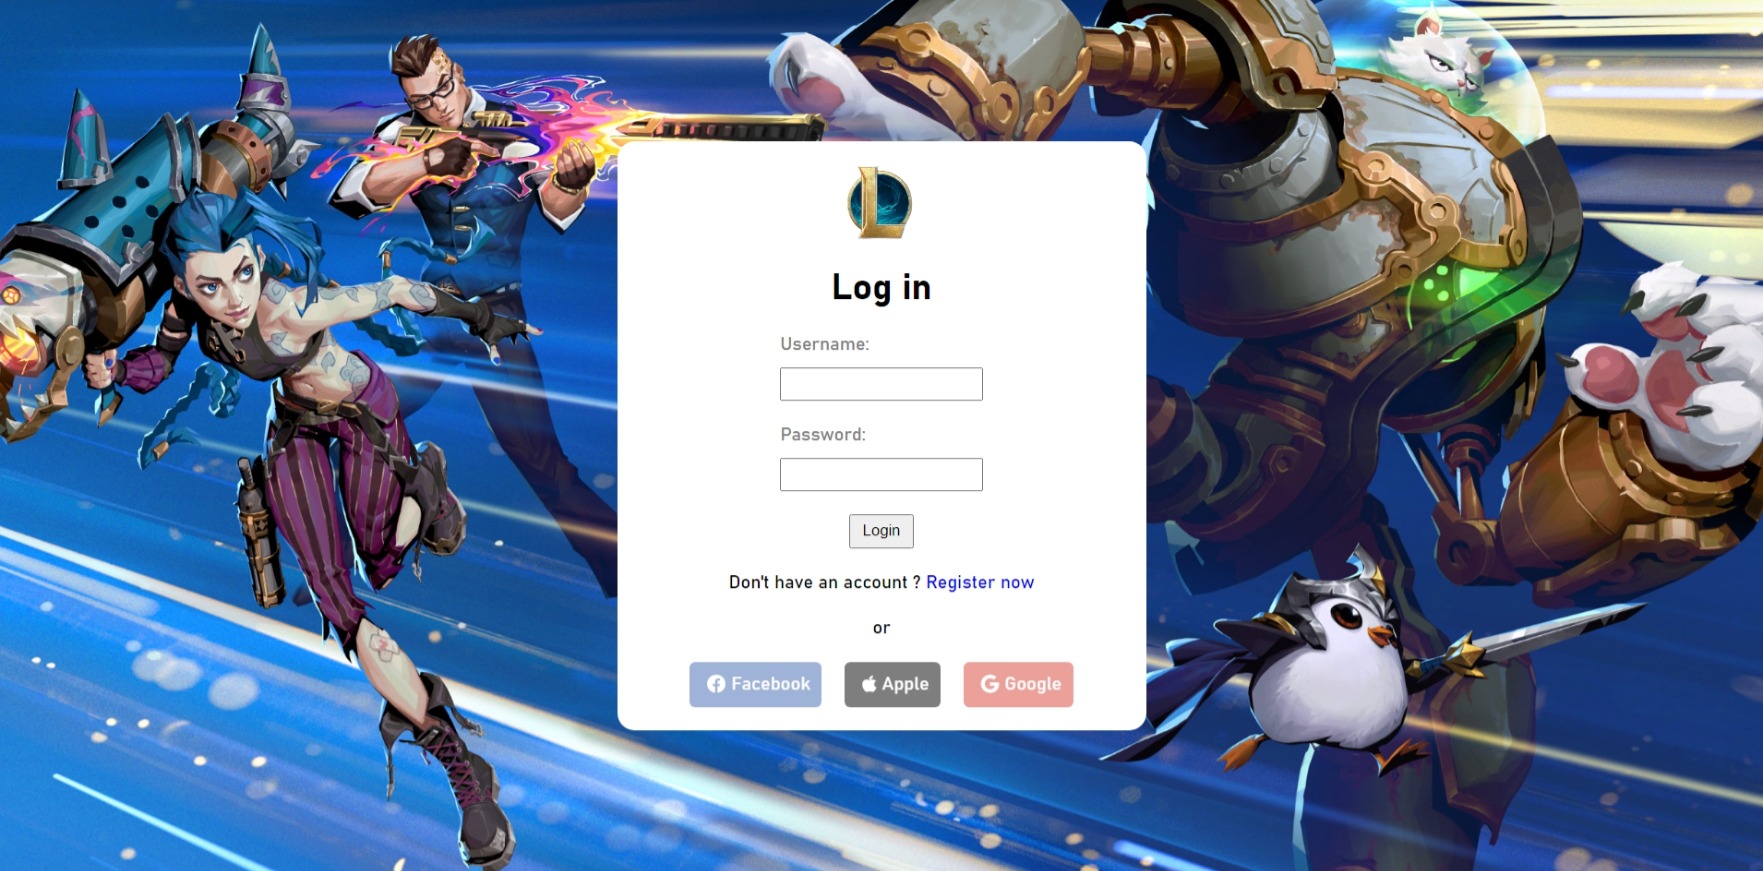 Log in
Username:
Password:
Login
Don't have an account ? Register now
or
Facebook Apple Google